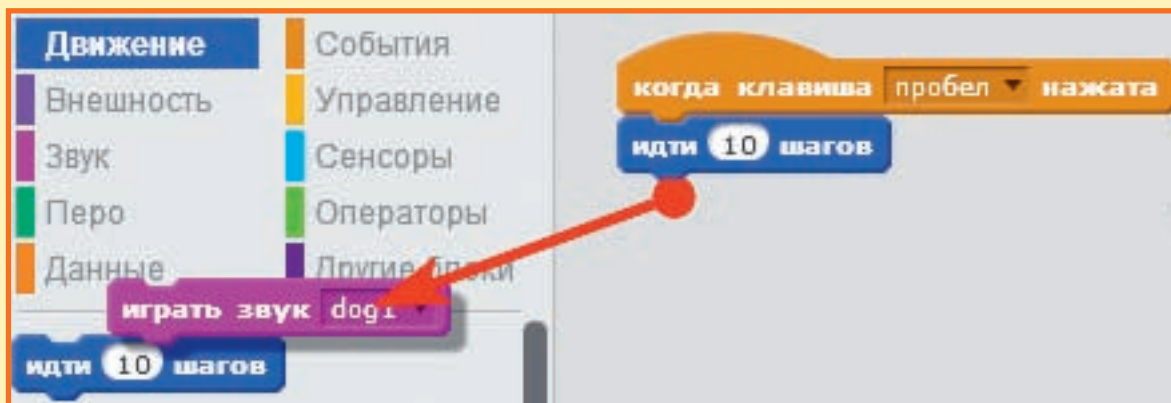 Движение
События
Внешность
Управление
Звук
Сенсоры
Перо
Операторы
Данные
Другие блоки
играть звук dog1
идти 10 шагов
когда клавиша пробел нажата
идти 10 шагов